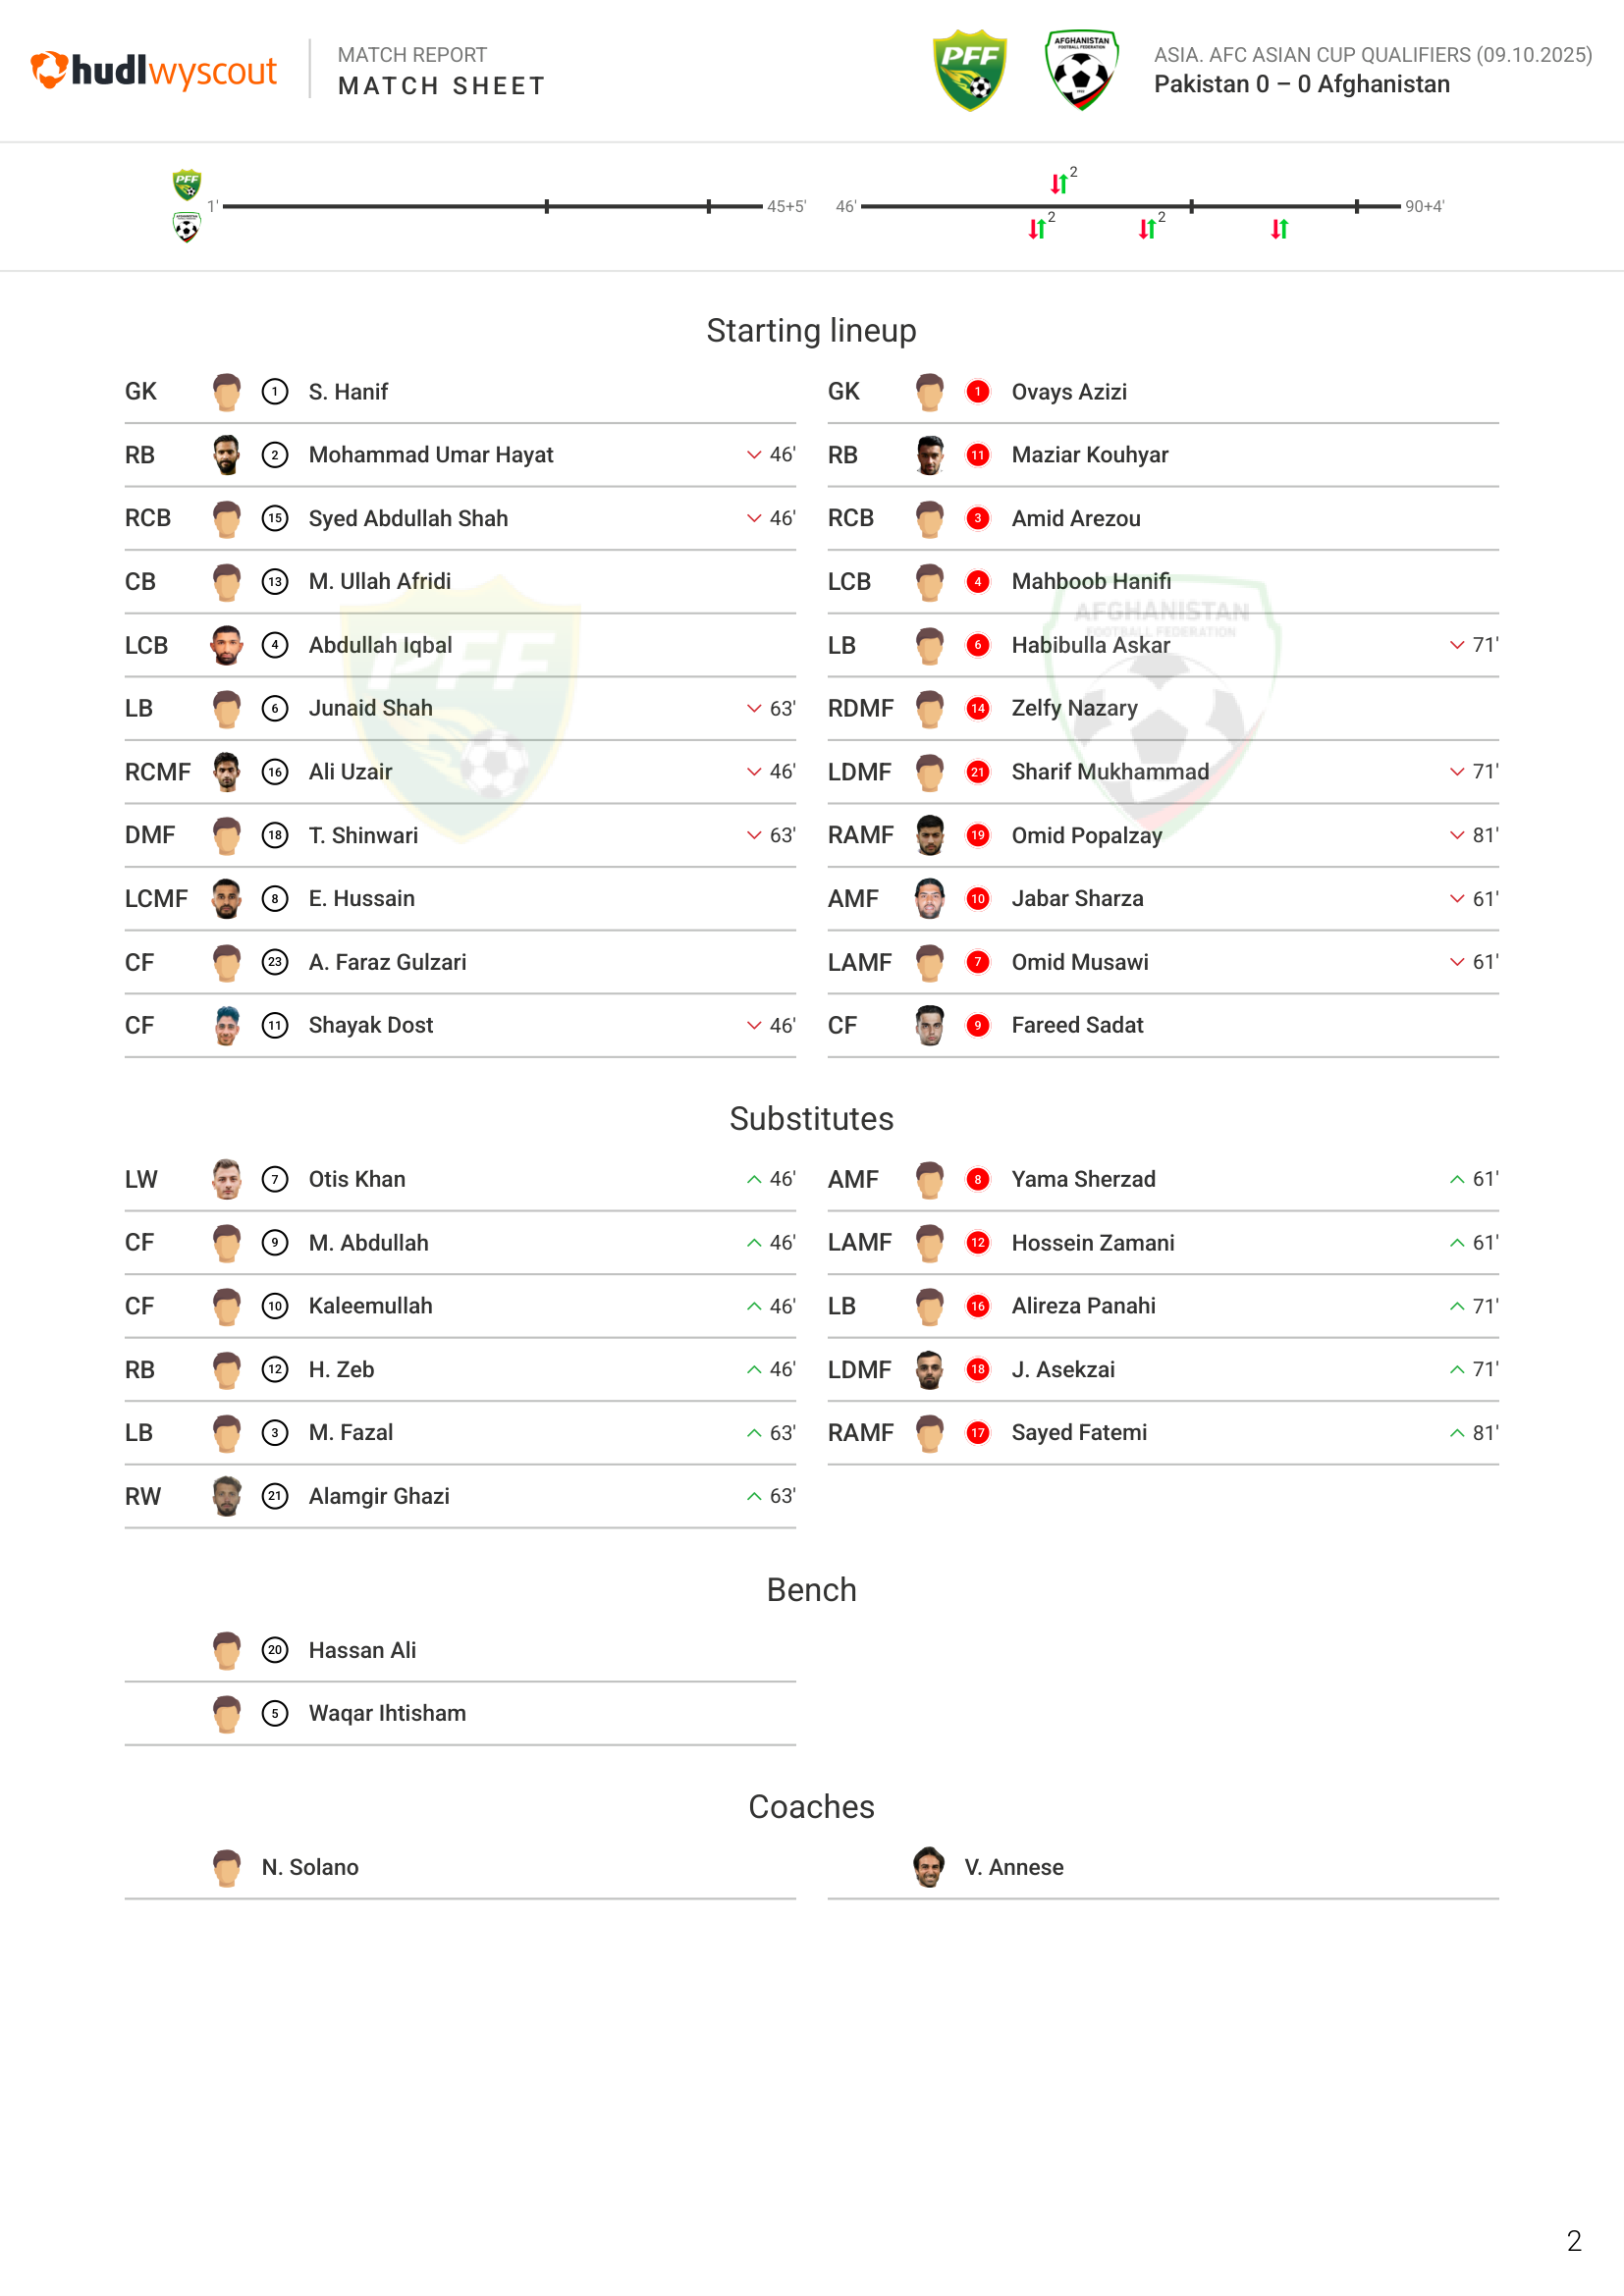 hudl wyscout
MATCH REPORT
MATCH SHEET
PFF
AFGHANISTAN
FOOTBALL FEDERATION
ASIA. AFC ASIAN CUP QUALIFIERS (09.10.2025)
Pakistan 0 – 0 Afghanistan
PFF
1'
45+5'
46'
2
2
2
90+4'
Starting lineup
GK 1 S. Hanif
RB 2 Mohammad Umar Hayat 46'
RCB 15 Syed Abdullah Shah 46'
CB 13 M. Ullah Afridi
LCB 4 Abdullah Iqbal
LB 6 Junaid Shah 63'
RCMF 16 Ali Uzair 46'
DMF 18 T. Shinwari 63'
LCMF 8 E. Hussain
CF 23 A. Faraz Gulzari
CF 11 Shayak Dost 46'
PFF
GK 1 Ovays Azizi
RB 11 Maziar Kouhyar
RCB 3 Amid Arezou
LCB 4 Mahboob Hanifi
LB 6 Habibulla Askar 71'
RDMF 14 Zelfy Nazary
LDMF 21 Sharif Mukhammad 71'
RAMF 19 Omid Popalzay 81'
AMF 10 Jabar Sharza 61'
LAMF 7 Omid Musawi 61'
CF 9 Fareed Sadat
AFGHANISTAN
FOOTBALL FEDERATION
Substitutes
LW 7 Otis Khan 46'
CF 9 M. Abdullah 46'
CF 10 Kaleemullah 46'
RB 12 H. Zeb 46'
LB 3 M. Fazal 63'
RW 21 Alamgir Ghazi 63'
AMF 8 Yama Sherzad 61'
LAMF 12 Hossein Zamani 61'
LB 16 Alireza Panahi 71'
LDMF 18 J. Asekzai 71'
RAMF 17 Sayed Fatemi 81'
Bench
20 Hassan Ali
5 Waqar Ihtisham
Coaches
N. Solano
V. Annese
2